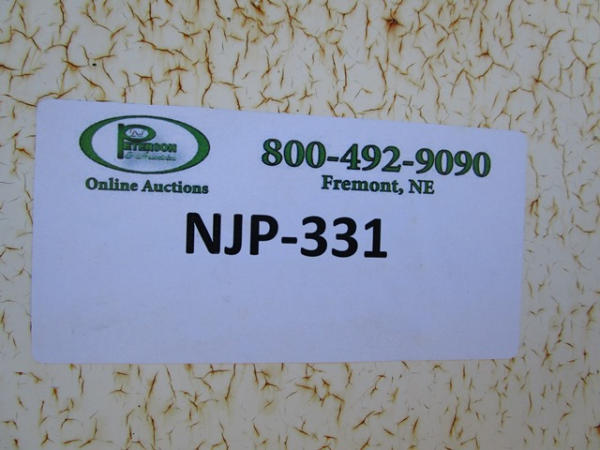 PETERSON
Online Auctions
800-492-9090
Fremont, NE
NJP-331